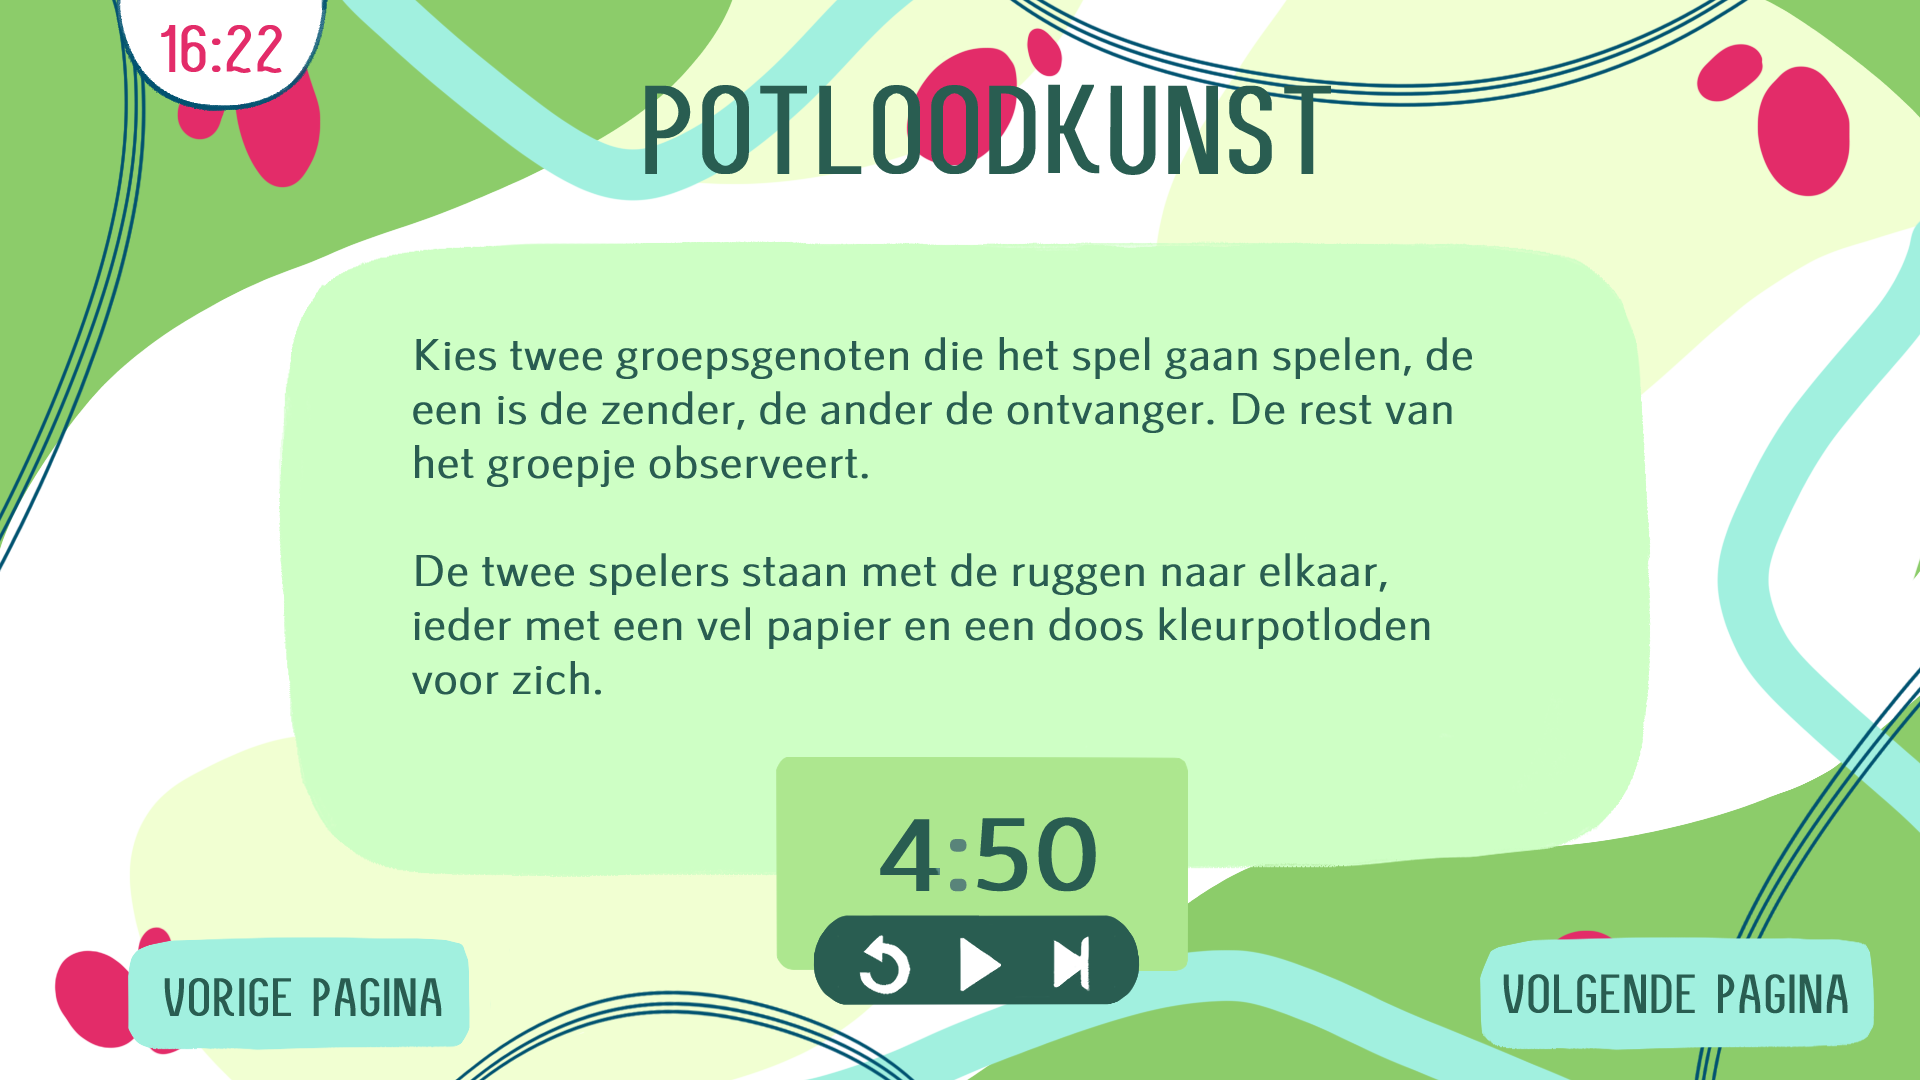 16:22
POTLOODKUNST
Kies twee groepsgenoten die het spel gaan spelen, de
een is de zender, de ander de ontvanger. De rest van
het groepje observeert.
De twee spelers staan met de ruggen naar elkaar,
ieder met een vel papier en een doos kleurpotloden
voor zich.
4:50
VORIGE PAGINA
VOLGENDE PAGINA